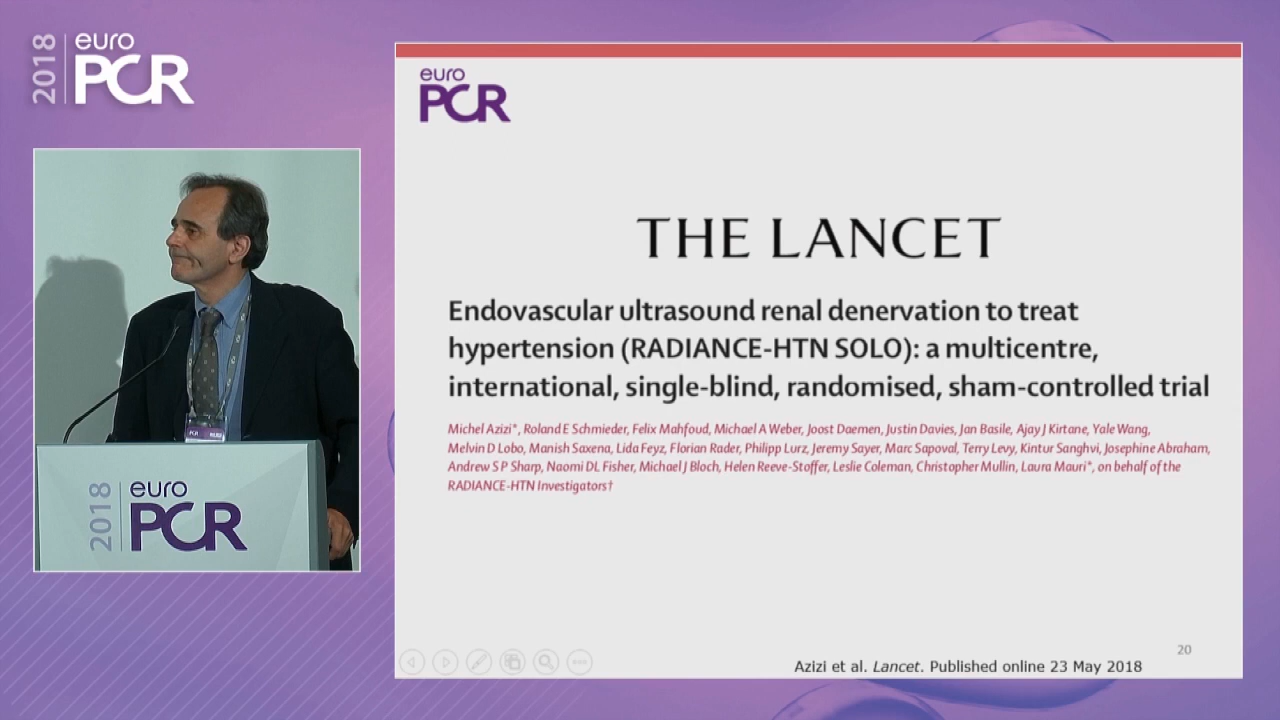 2018 euro PCR
euro
PCR
THE LANCET
Endovascular ultrasound renal denervation to treat
hypertension (RADIANCE-HTN SOLO): a multicentre,
international, single-blind, randomised, sham-controlled trial
Michel Azizi*, Roland E Schmieder, Felix Mahfoud, Michael A Weber, Joost Daemen, Justin Davies, Jan Basile, Ajay J Kirtane, Yale Wang,
Melvin D Lobo, Manish Saxena, Lida Feyz, Florian Rader, Philipp Lurz, Jeremy Sayer, Marc Sapoval, Terry Levy, Kintur Sanghvi, Josephine Abraham,
Andrew S P Sharp, Naomi DL Fisher, Michael J Bloch, Helen Reeve-Stoffer, Leslie Coleman, Christopher Mullin, Laura Mauri*, on behalf of the
RADIANCE-HTN Investigators†
2018 euro PCR
20
Azizi et al. Lancet. Published online 23 May 2018